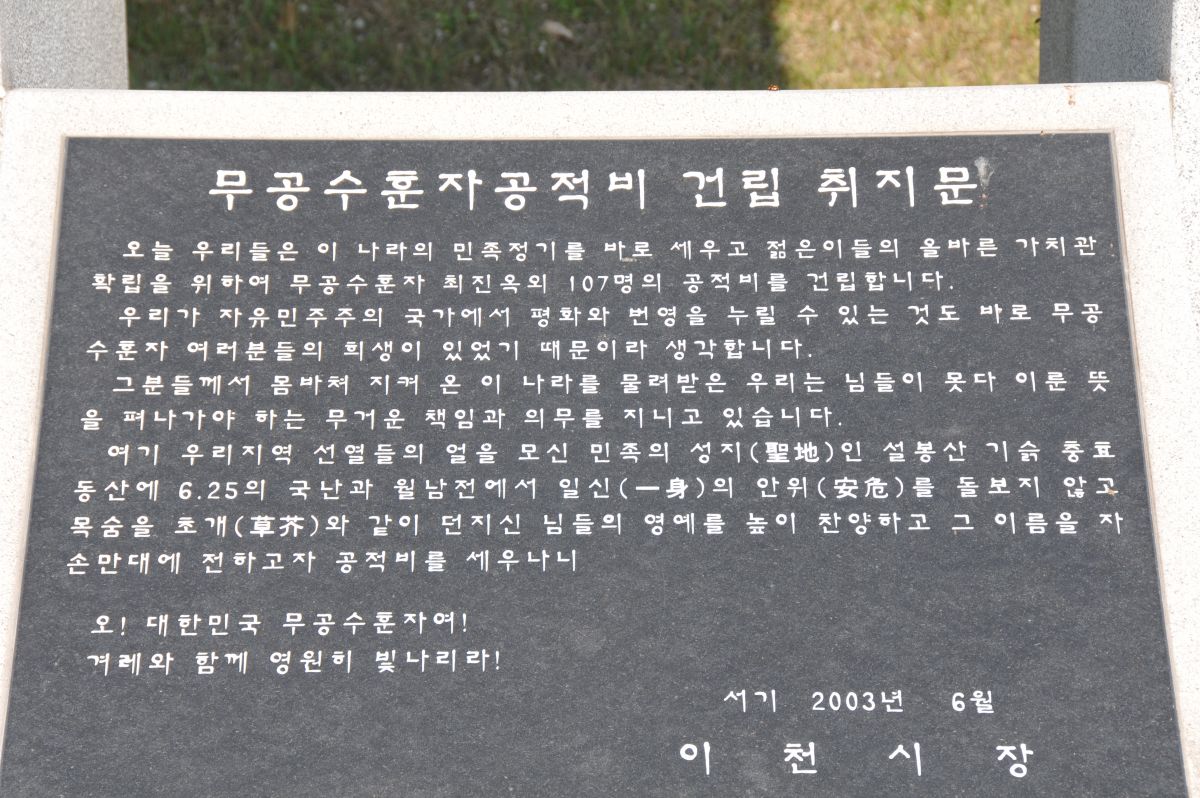 무공수훈자공적비 건립 취지문
오늘 우리들은 이 나라의 민족정기를 바로 세우고 젊은이들의 올바른 가치관
확립을 위하여 무공수훈자 최진옥외 107명의 공적비를 건립합니다.
우리가 자유민주주의 국가에서 평화와 번영을 누릴 수 있는 것도 바로 무공
수훈자 여러분들의 희생이 있었기 때문이라 생각합니다.
그분들께서 몸바쳐 지켜 온 이 나라를 물려받은 우리는 님들이 못다 이룬 뜻
을 펴나가야 하는 무거운 책임과 의무를 지니고 있습니다.
여기 우리지역 선열들의 얼을 모신 민족의 성지(聖地)인 설봉산 기슭 충효
동산에 6.25의 국난과 월남전에서 일신(一身)의 안위(安危)를 돌보지 않고
목숨을 초개(草芥)와 같이 던지신 님들의 영예를 높이 찬양하고 그 이름을 자
손만대에 전하고자 공적비를 세우나니
오! 대한민국 무공수훈자여!
겨레와 함께 영원히 빛나리라!
서기 2003년 6월
이 천 시 장